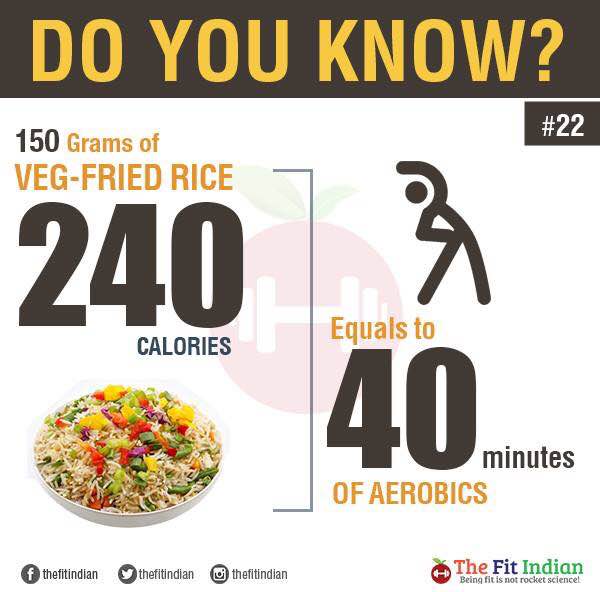 DO YOU KNOW?
#22
150 Grams of
VEG-FRIED RICE
240
CALORIES
Equals to
40
minutes
OF AEROBICS
thefitindian
thefitindian
thefitindian
The Fit Indian
Being fit is not rocket science!